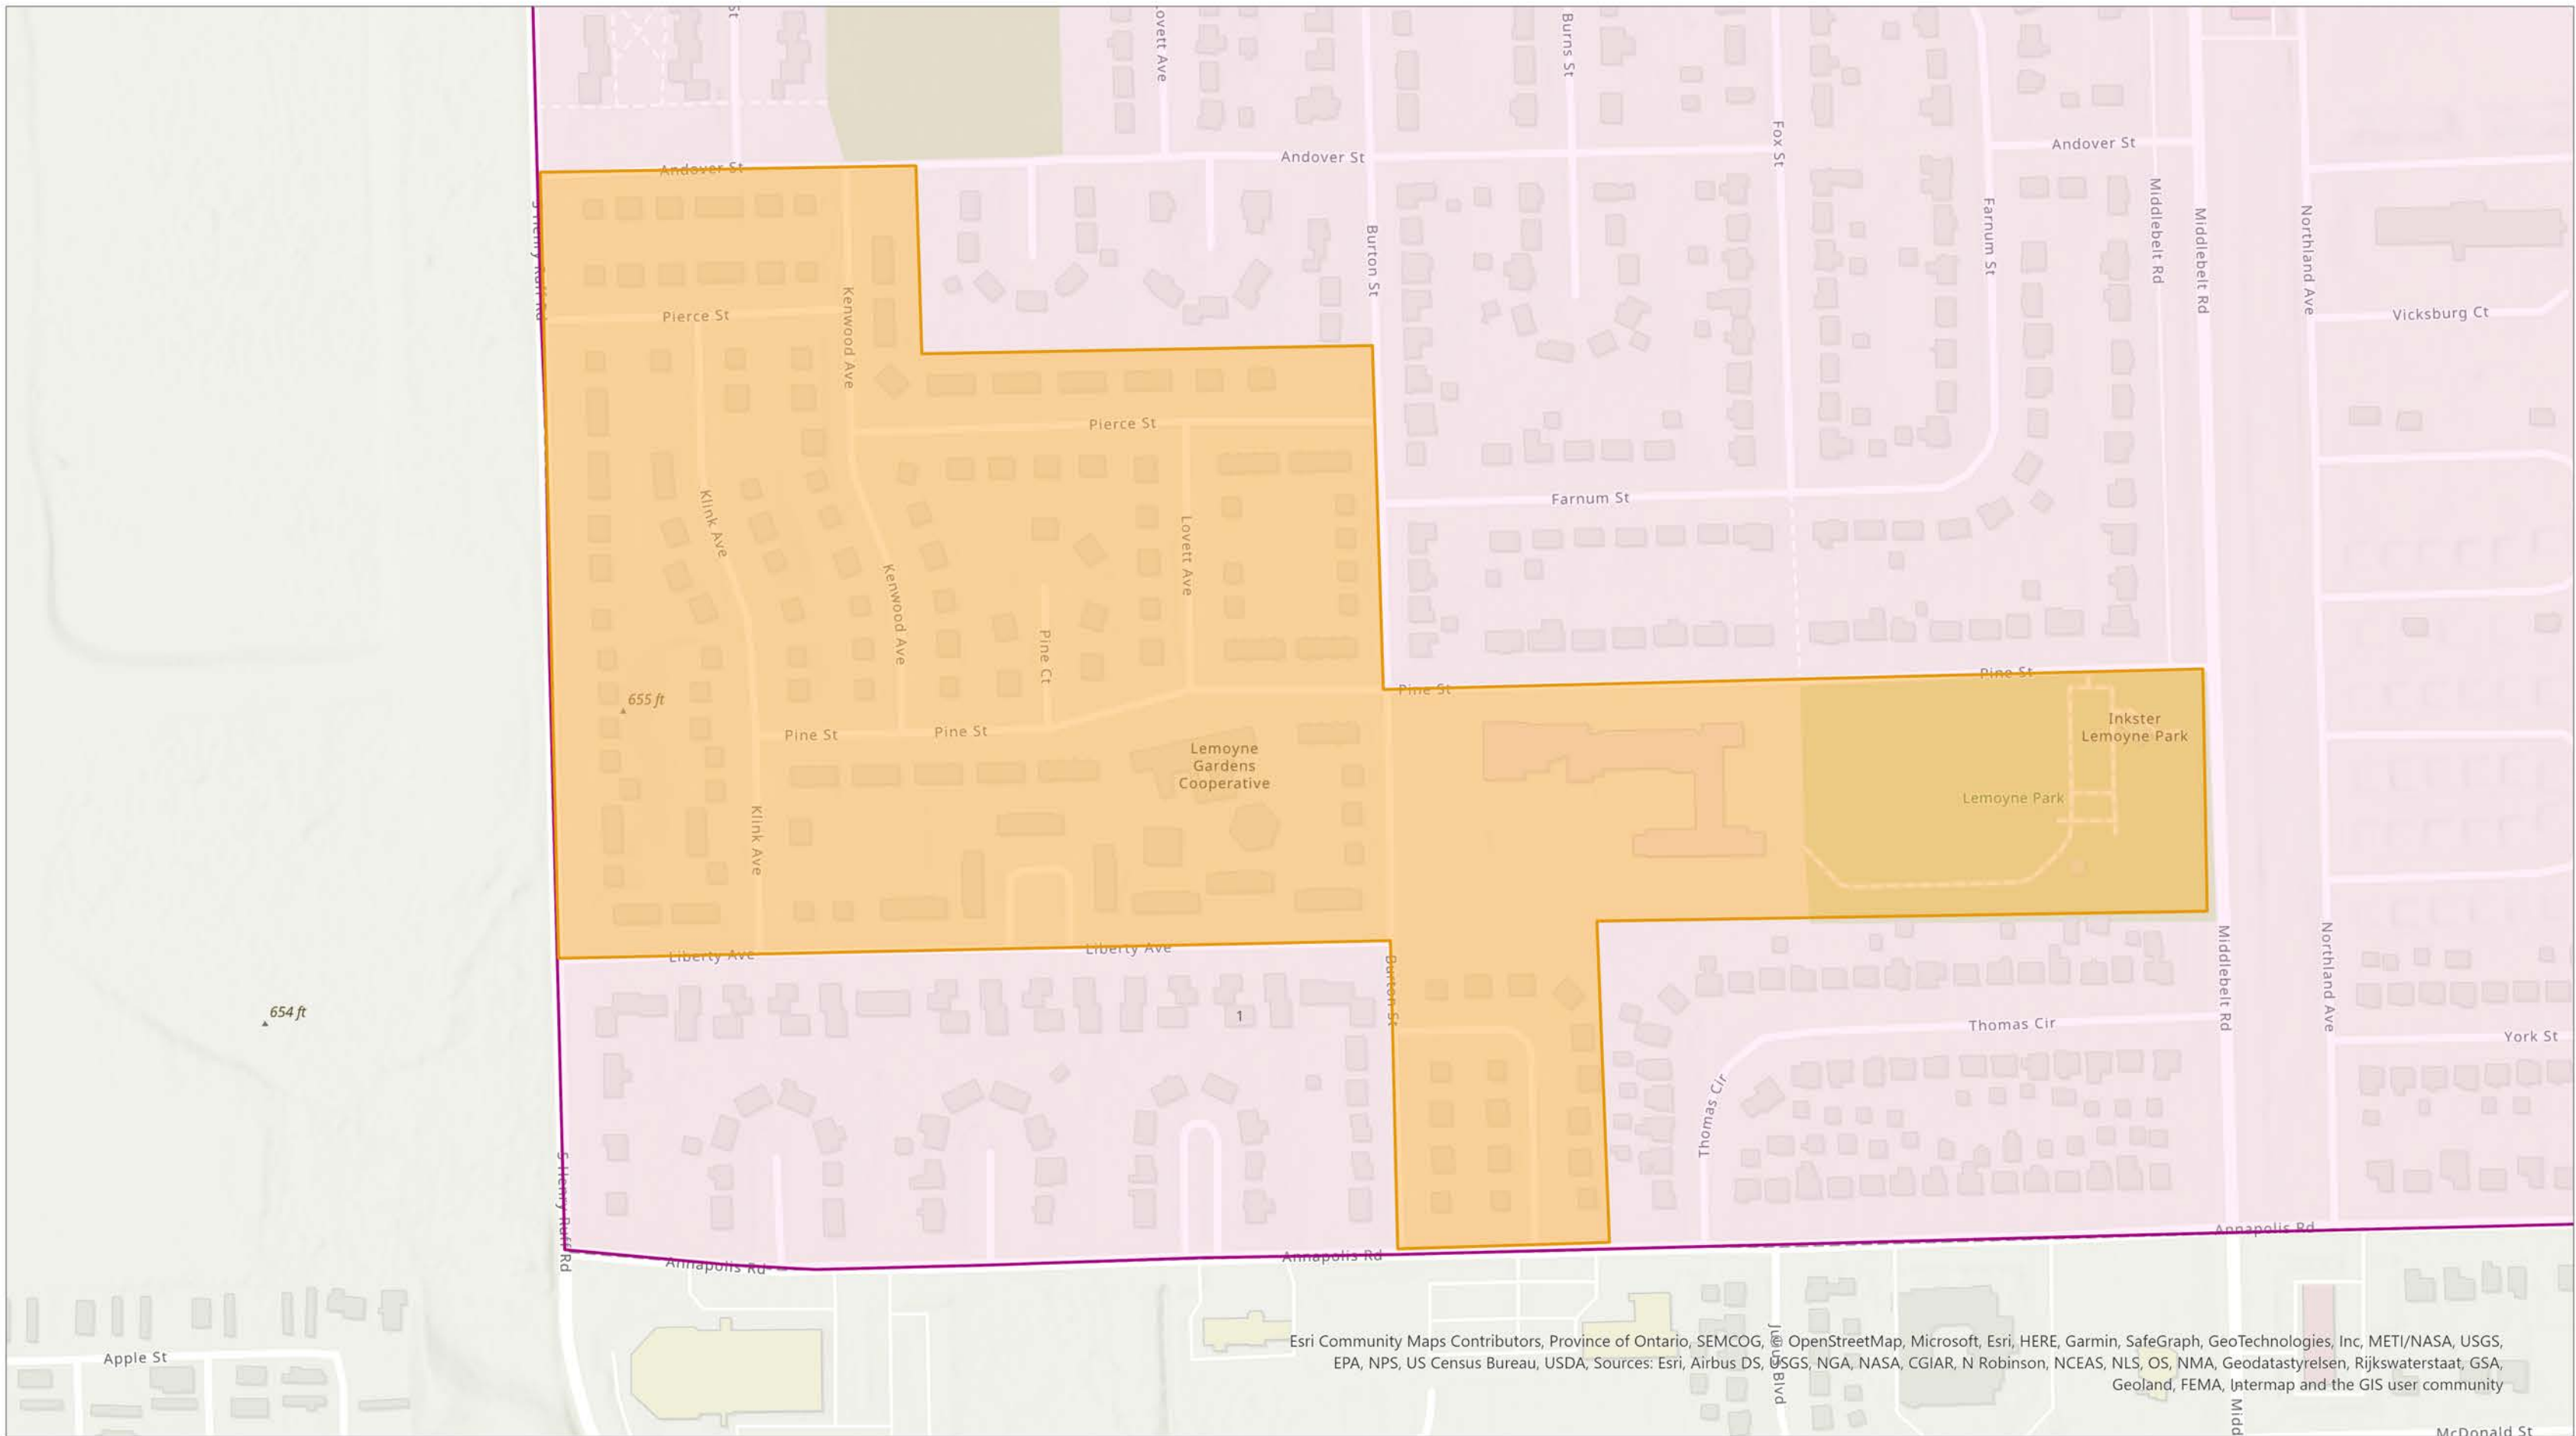 St
ovett Ave
Burns St
Fox St
Andover St
Andover St
Andover St
S Henry Ruff Rd
Burton St
Farnum St
Middlebelt Rd
Middlebelt Rd
Northland Ave
Pierce St
Kenwood Ave
Vicksburg Ct
Pierce St
Klink Ave
Farnum St
Lovett Ave
Kenwood Ave
Pine Ct
655 ft
Pine St
Pine St
Pine St
Pine St
Lemoyne
Gardens
Cooperative
Inkster
Lemoyne Park
Lemoyne Park
Klink Ave
Liberty Ave
Liberty Ave
Burton St
Middlebelt Rd
Northland Ave
654 ft
1
Thomas Cir
York St
Thomas Cir
S Henry Ruff Rd
Annapolis Rd
Annapolis Rd
Annapolis Rd
Apple St
Blvd
Esri Community Maps Contributors, Province of Ontario, SEMCOG, © OpenStreetMap, Microsoft, Esri, HERE, Garmin, SafeGraph, GeoTechnologies, Inc, METI/NASA, USGS,
EPA, NPS, US Census Bureau, USDA, Sources: Esri, Airbus DS, USGS, NGA, NASA, CGIAR, N Robinson, NCEAS, NLS, OS, NMA, Geodatastyrelsen, Rijkswaterstaat, GSA,
Geoland, FEMA, Intermap and the GIS user community
Midd
McDonald St